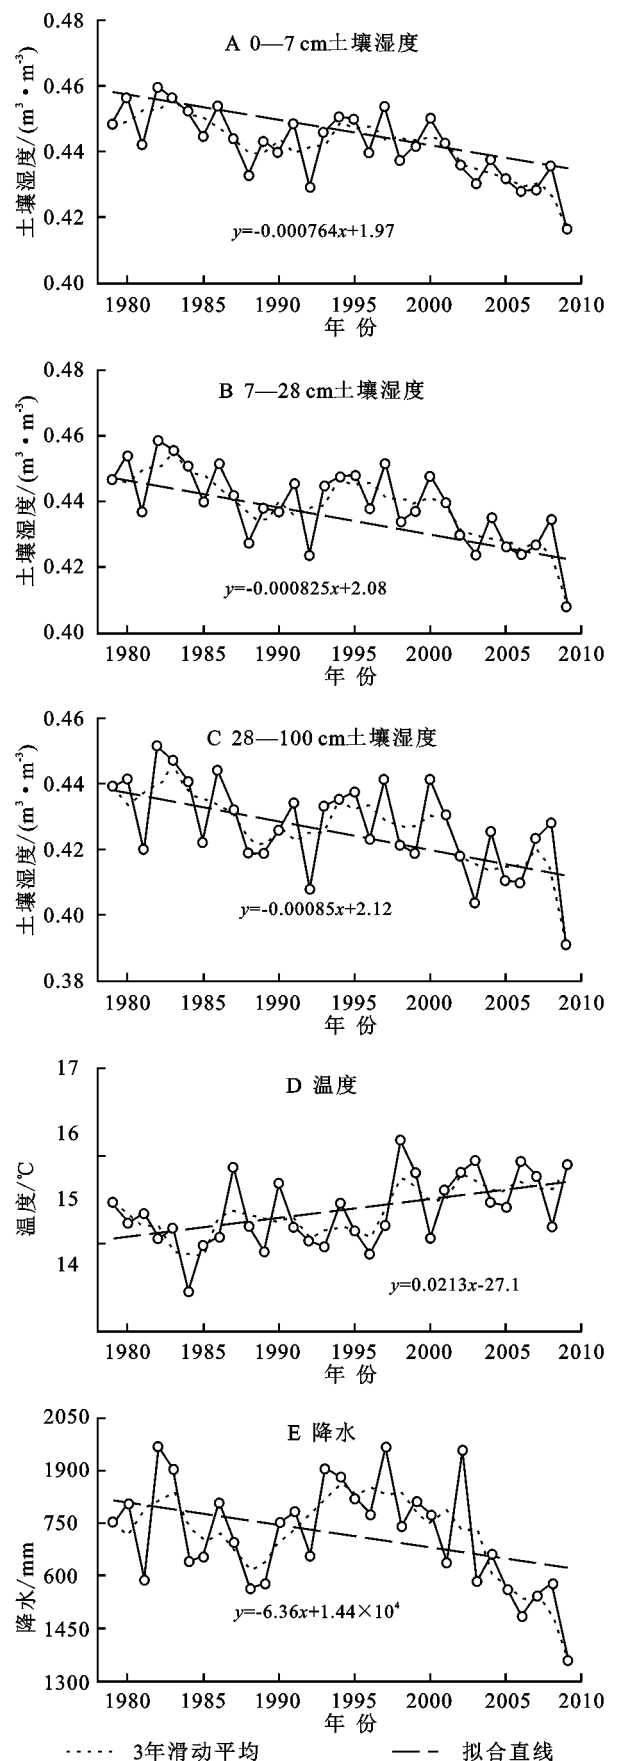 0.48
A 0—7 cm土壤湿度
0.46
0.44
0.42
0.40
土壤湿度/(m³·m⁻³)
y=-0.000764x+1.97
1980 1985 1990 1995 2000 2005 2010
年 份
0.48
B 7—28 cm土壤湿度
0.46
0.44
0.42
0.40
土壤湿度/(m³·m⁻³)
y=-0.000825x+2.08
1980 1985 1990 1995 2000 2005 2010
年 份
0.46
C 28—100 cm土壤湿度
0.44
0.42
0.40
0.38
土壤湿度/(m³·m⁻³)
y=-0.00085x+2.12
1980 1985 1990 1995 2000 2005 2010
年 份
17
D 温度
16
15
14
温度/℃
y=0.0213x-27.1
1980 1985 1990 1995 2000 2005 2010
年 份
2050
E 降水
1900
750
600
1450
1300
降水/mm
y=-6.36x+1.44×10⁴
1980 1985 1990 1995 2000 2005 2010
年 份
3年滑动平均 拟合直线